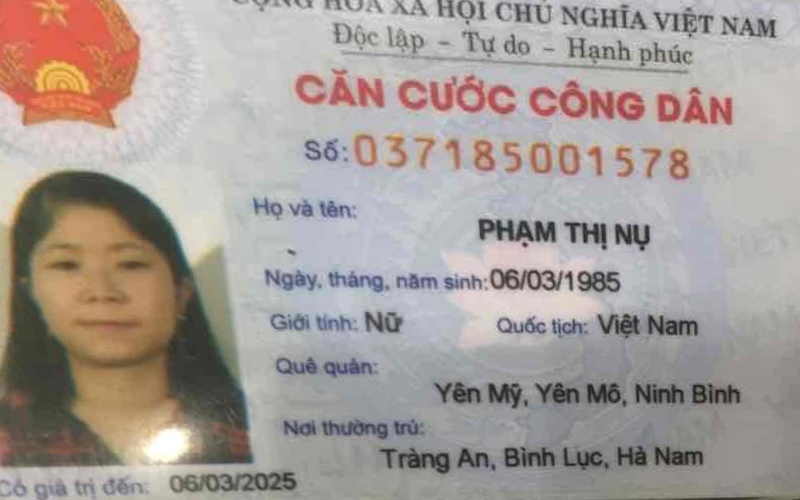 CỘNG HÒA XÃ HỘI CHỦ NGHĨA VIỆT NAM
Độc lập - Tự do - Hạnh phúc
CĂN CƯỚC CÔNG DÂN
Số: 037185001578
Họ và tên:
PHẠM THỊ NỤ
Ngày, tháng, năm sinh: 06/03/1985
Giới tính: Nữ Quốc tịch: Việt Nam
Quê quán:
Yên Mỹ, Yên Mô, Ninh Bình
Nơi thường trú:
Tràng An, Bình Lục, Hà Nam
Có giá trị đến: 06/03/2025